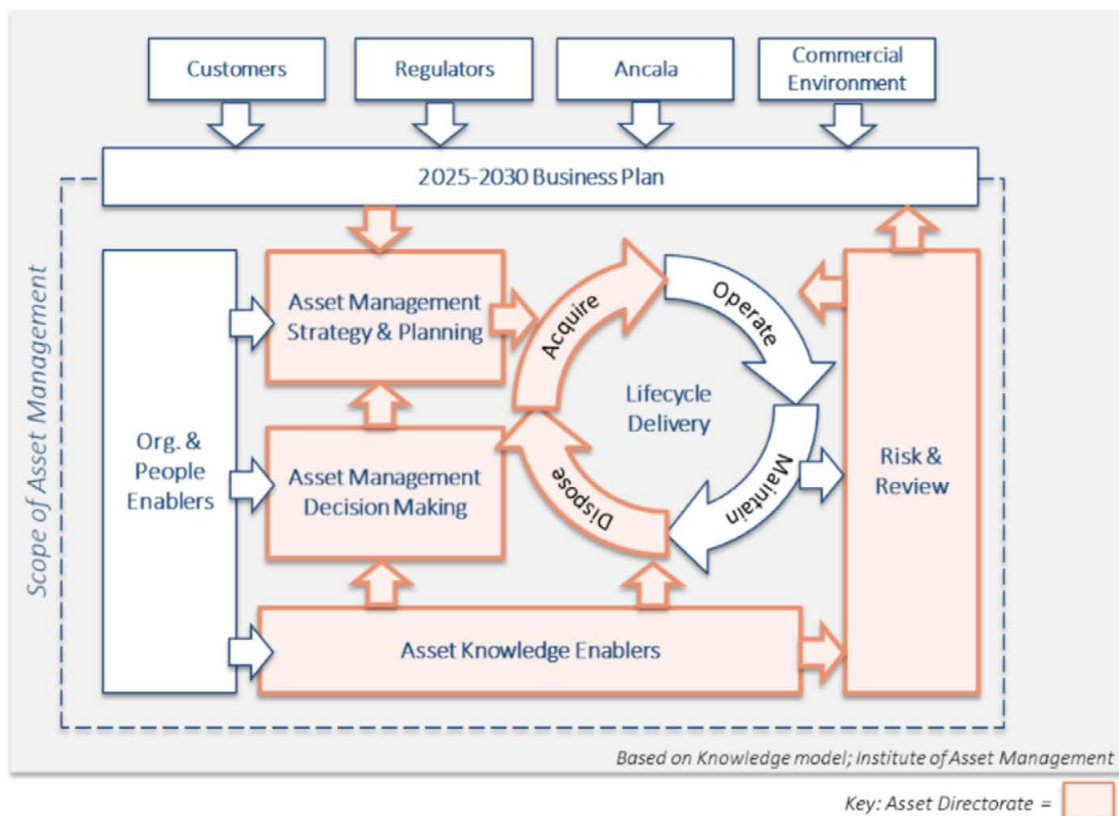 Customers
Regulators
Ancala
Commercial
Environment
2025-2030 Business Plan
Scope of Asset Management
Org. &
People
Enablers
Asset Management
Strategy & Planning
Asset Management
Decision Making
Acquire
Operate
Lifecycle
Delivery
Dispose
Maintain
Risk &
Review
Asset Knowledge Enablers
Based on Knowledge model; Institute of Asset Management
Key: Asset Directorate =